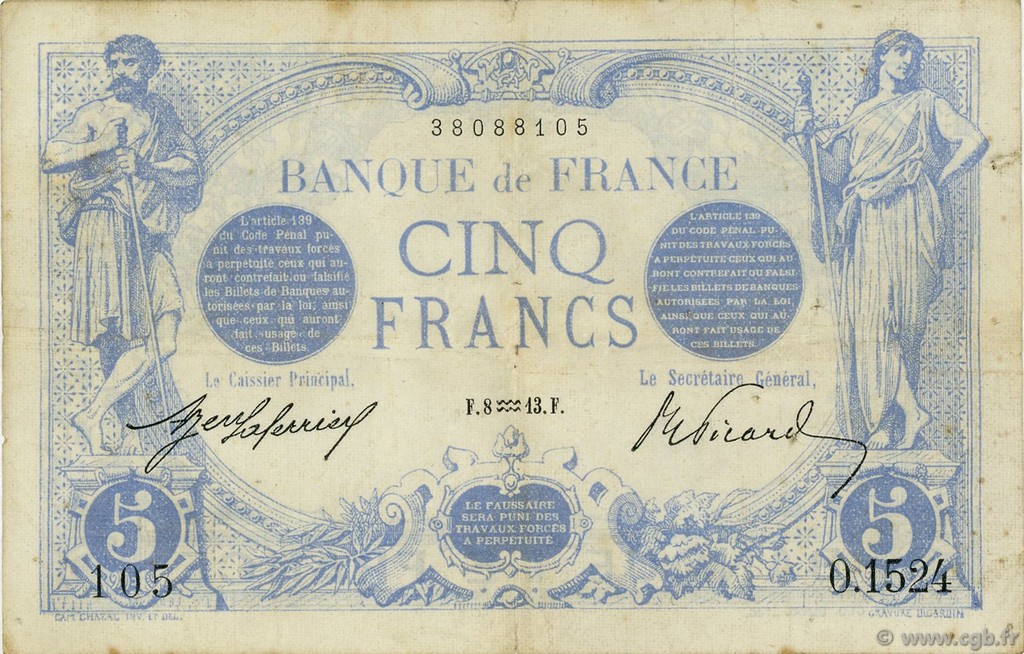 38088105
BANQUE de FRANCE
CINQ
FRANCS
L'article 139
du Code Pénal pu-
nit des travaux forcés
à perpétuité ceux qui au-
ront contrefait ou falsifié
les Billets de Banques au-
torisées par la loi, ainsi
que ceux qui auront
fait usage de
ces Billets.
L'ARTICLE 139
DU CODE PÉNAL PU-
NIT DES TRAVAUX FORCÉS
A PERPÉTUITÉ CEUX QUI AU-
RONT CONTREFAIT OU FALSI-
FIÉ LES BILLETS DE BANQUES
AUTORISÉES PAR LA LOI,
AINSI QUE CEUX QUI AU-
RONT FAIT USAGE DE
CES BILLETS.
Le Caissier Principal,
Le Secrétaire Général,
F.8 13.F.
Picard
LE FAUSSAIRE
SERA PUNI DES
TRAVAUX FORCÉS
A PERPÉTUITÉ
5
5
105
O.1524
INV. ET DEL.
GRAVURE DUJARDIN
© www.cgb.fr